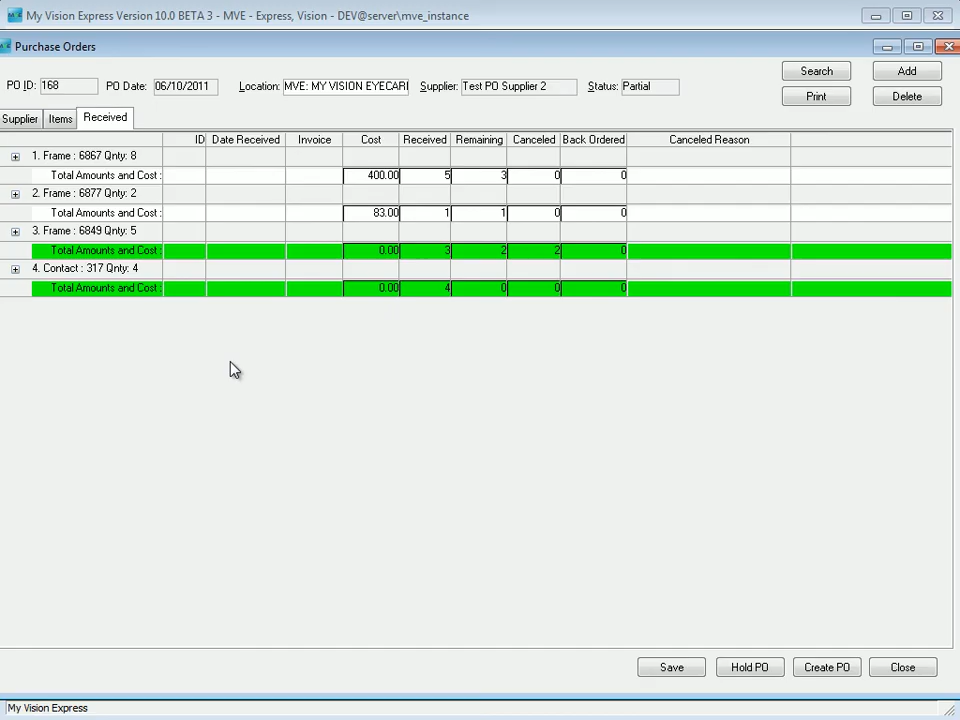 My Vision Express Version 10.0 BETA 3 - MVE - Express, Vision - DEV@server\mve_instance
Purchase Orders
PO ID: 168 PO Date: 06/10/2011 Location: MVE: MY VISION EYECARI Supplier: Test PO Supplier 2 Status: Partial
Search Add
Print Delete
Supplier Items Received
ID Date Received Invoice Cost Received Remaining Canceled Back Ordered Canceled Reason
1. Frame : 6867 Qnty: 8
Total Amounts and Cost : 400.00 5 3 0 0
2. Frame : 6877 Qnty: 2
Total Amounts and Cost : 83.00 1 1 0 0
3. Frame : 6849 Qnty: 5
Total Amounts and Cost : 0.00 3 2 2 0
4. Contact : 317 Qnty: 4
Total Amounts and Cost : 0.00 4 0 0 0
Save Hold PO Create PO Close
My Vision Express